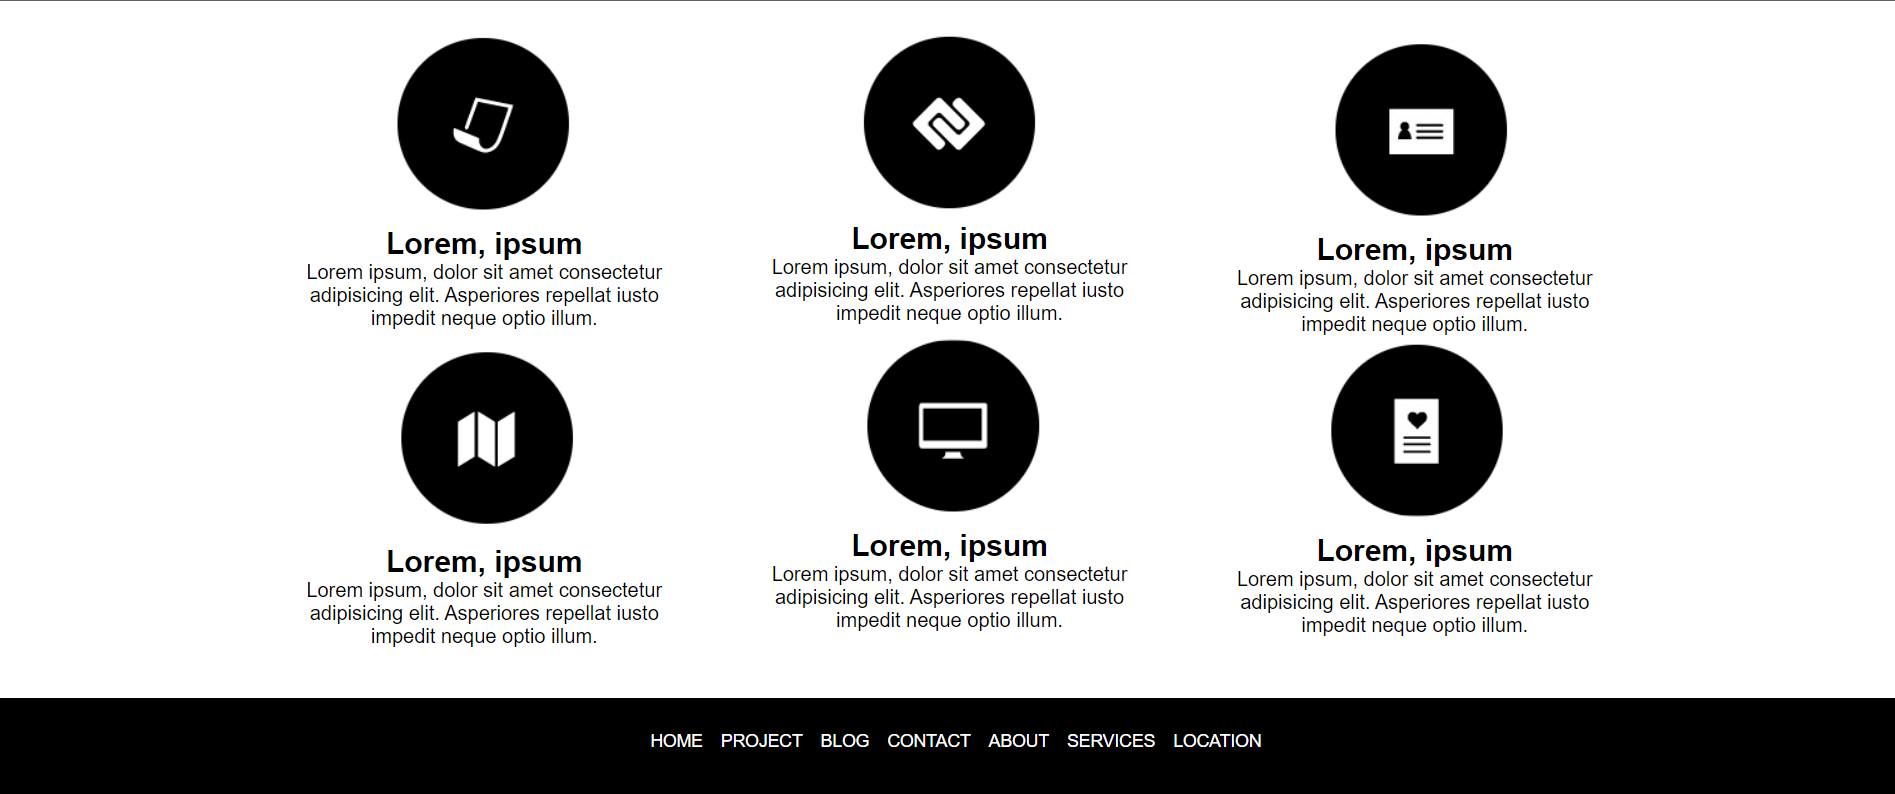 Lorem, ipsum
Lorem ipsum, dolor sit amet consectetur
adipisicing elit. Asperiores repellat iusto
impedit neque optio illum.
Lorem, ipsum
Lorem ipsum, dolor sit amet consectetur
adipisicing elit. Asperiores repellat iusto
impedit neque optio illum.
Lorem, ipsum
Lorem ipsum, dolor sit amet consectetur
adipisicing elit. Asperiores repellat iusto
impedit neque optio illum.
Lorem, ipsum
Lorem ipsum, dolor sit amet consectetur
adipisicing elit. Asperiores repellat iusto
impedit neque optio illum.
Lorem, ipsum
Lorem ipsum, dolor sit amet consectetur
adipisicing elit. Asperiores repellat iusto
impedit neque optio illum.
Lorem, ipsum
Lorem ipsum, dolor sit amet consectetur
adipisicing elit. Asperiores repellat iusto
impedit neque optio illum.
HOME PROJECT BLOG CONTACT ABOUT SERVICES LOCATION